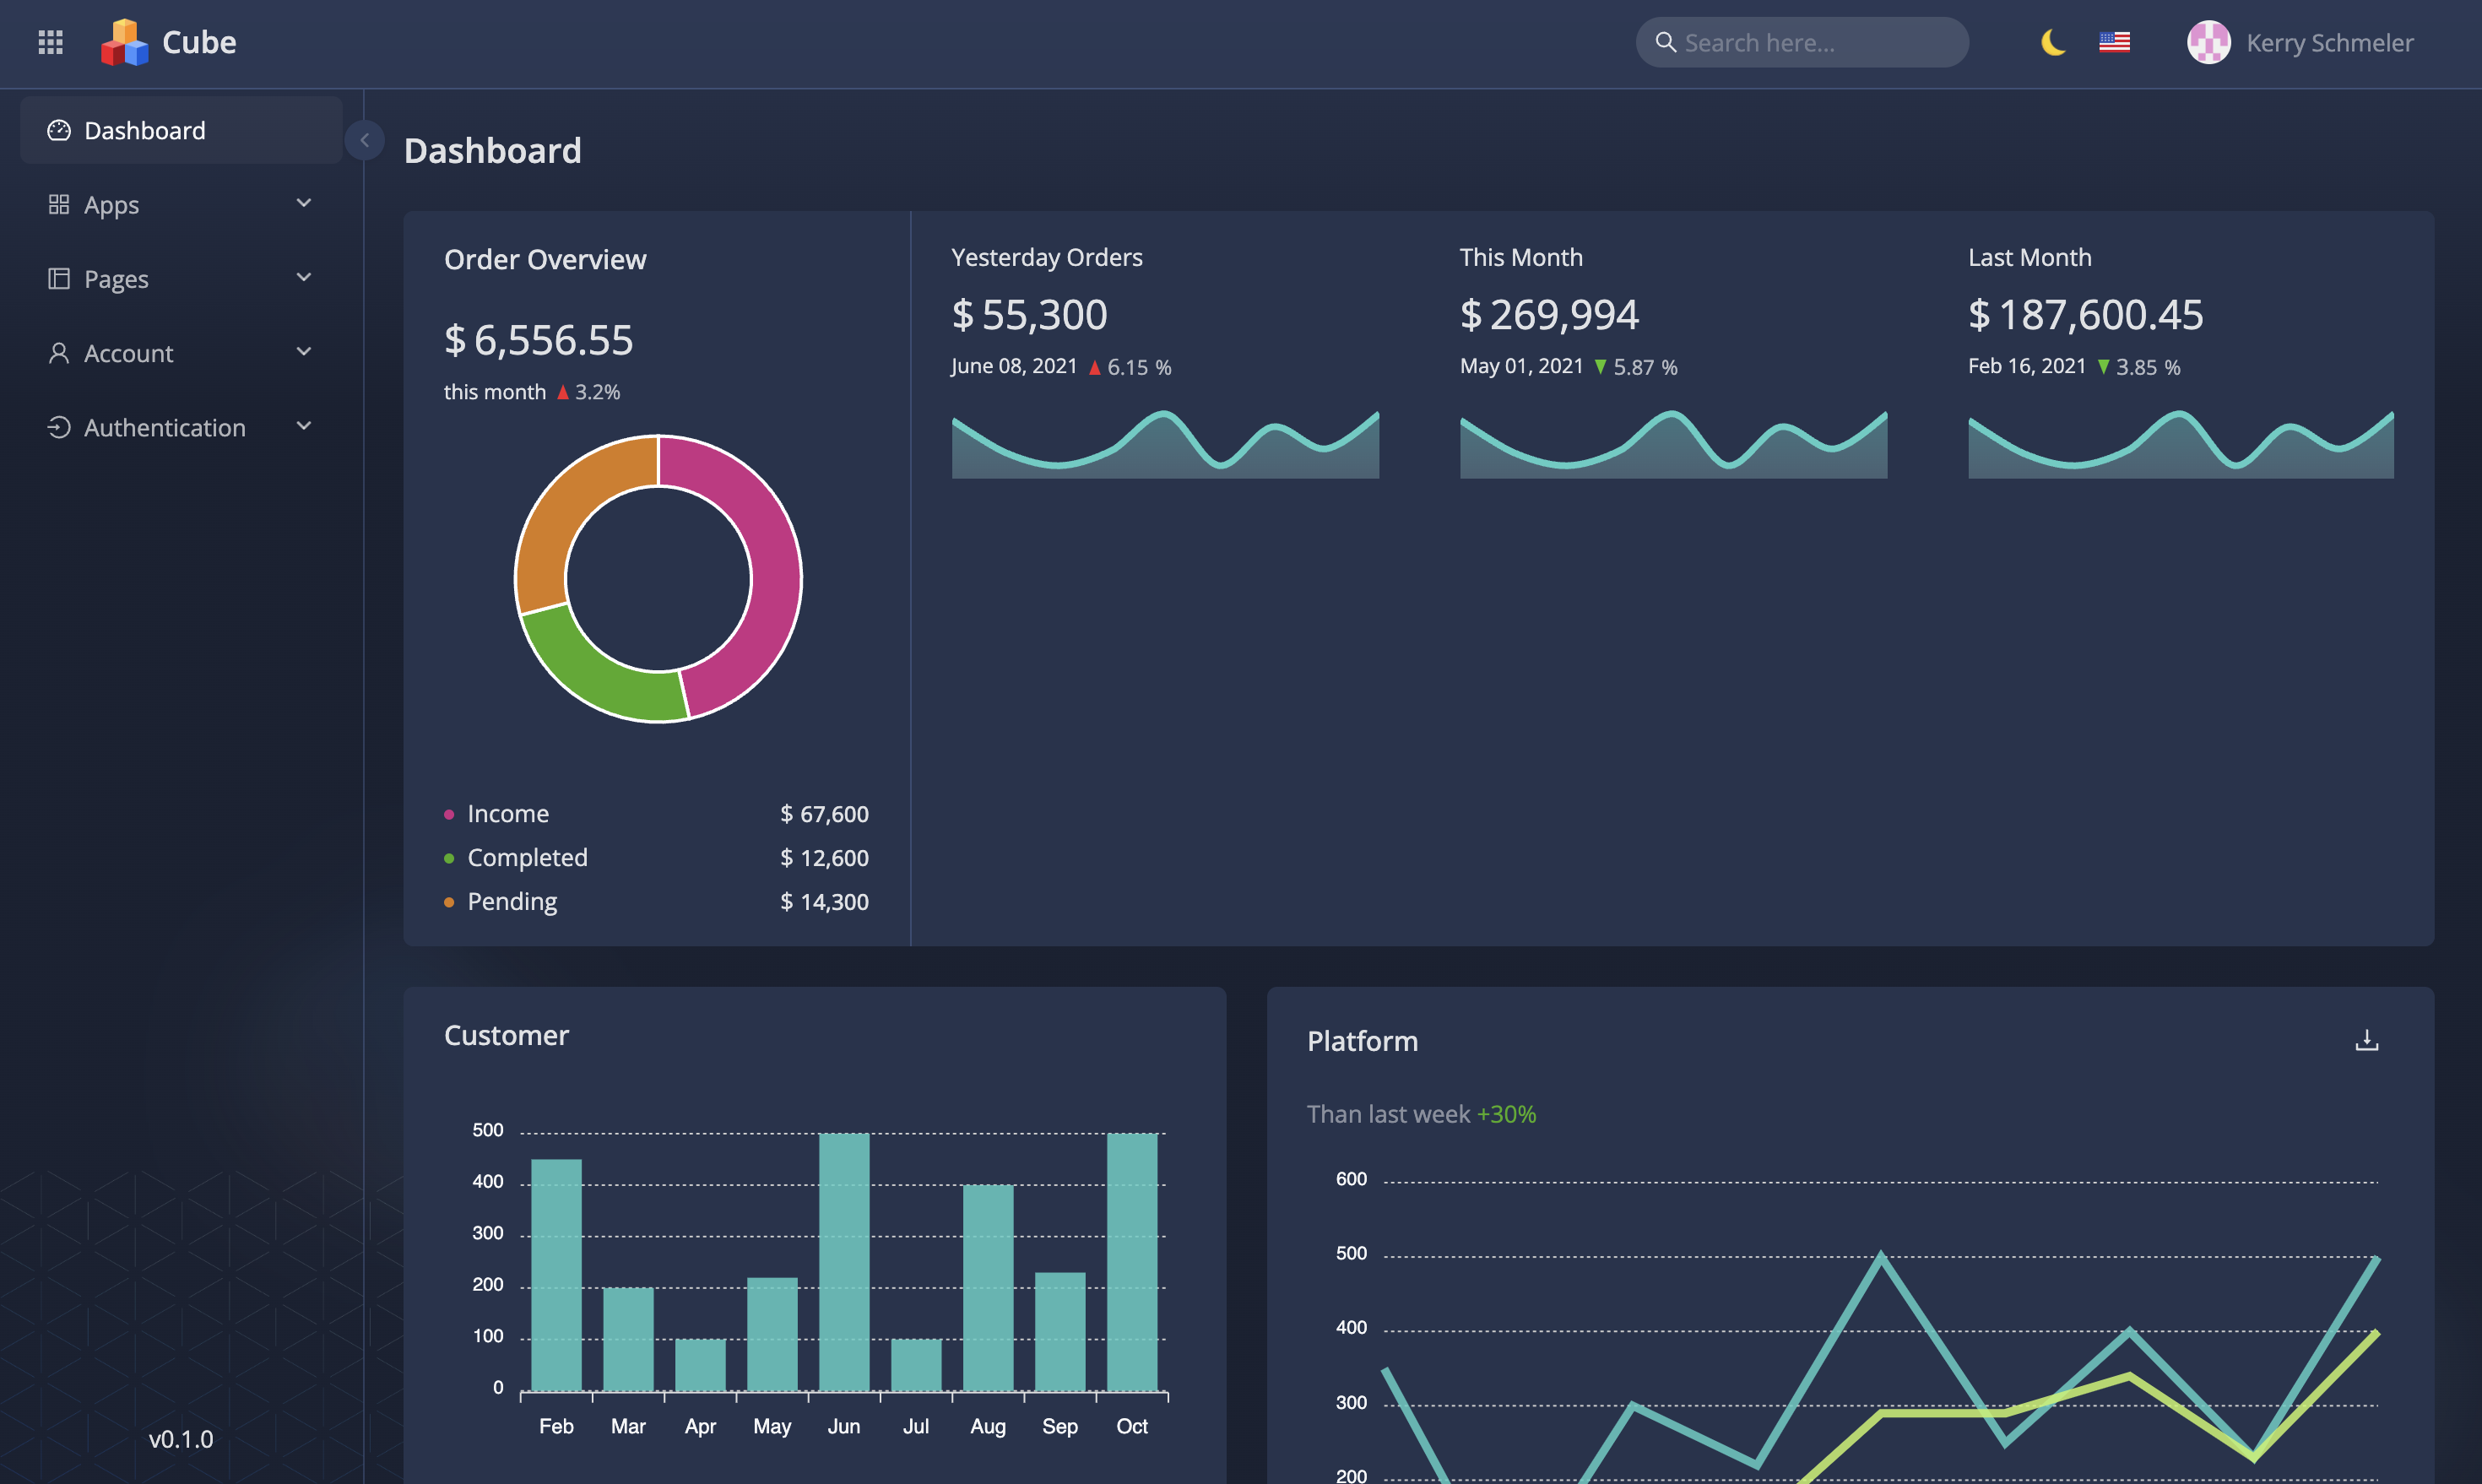 Cube
Search here...
Kerry Schmeler
Dashboard
Apps
Pages
Account
Authentication
v0.1.0
Dashboard
Order Overview
$ 6,556.55
this month ▲ 3.2%
Income $ 67,600
Completed $ 12,600
Pending $ 14,300
Yesterday Orders
$ 55,300
June 08, 2021 ▲ 6.15 %
This Month
$ 269,994
May 01, 2021 ▼ 5.87 %
Last Month
$ 187,600.45
Feb 16, 2021 ▼ 3.85 %
Customer
500
400
300
200
100
0
Feb Mar Apr May Jun Jul Aug Sep Oct
Platform
Than last week +30%
600
500
400
300
200